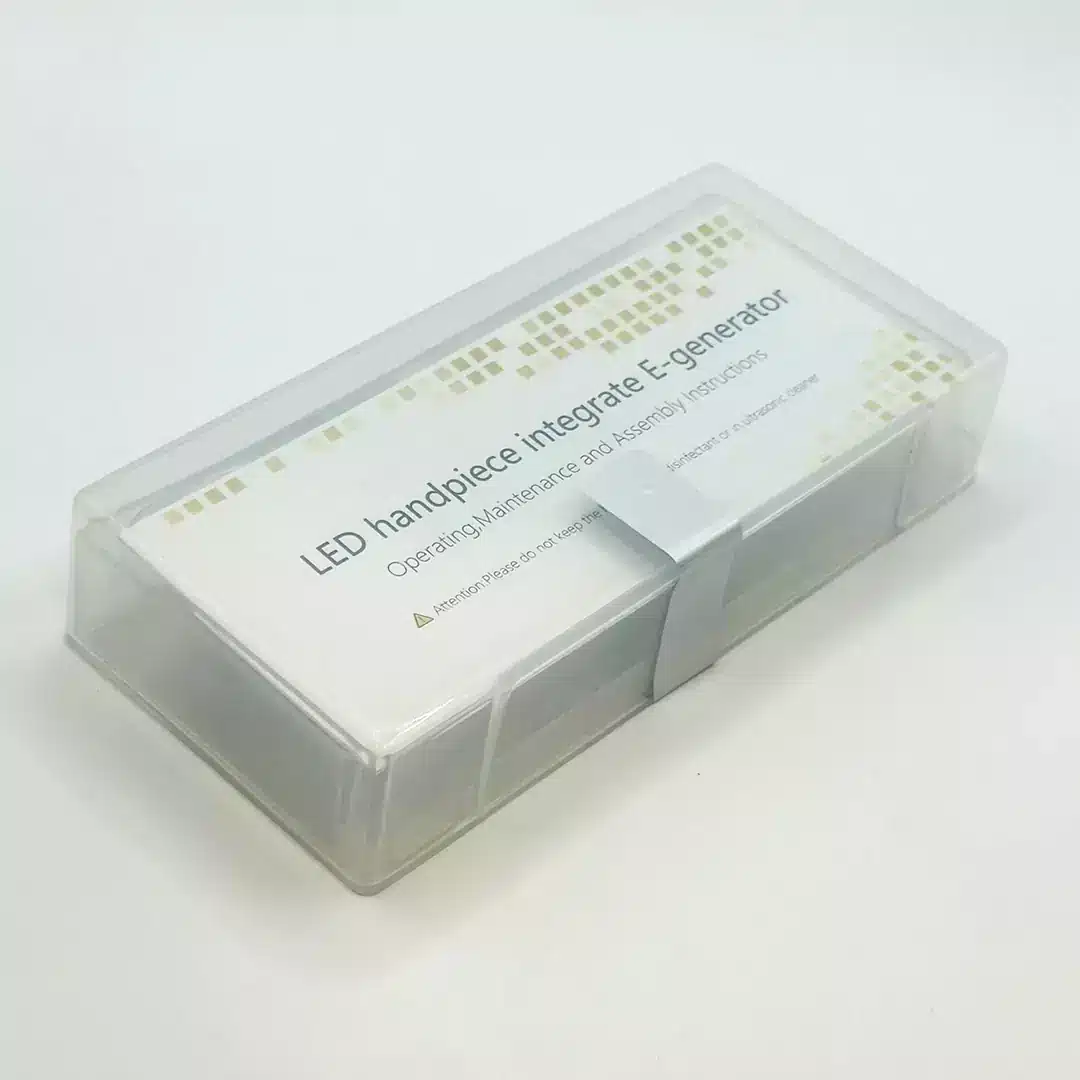 LED handpiece integrate E-generator
Operating,Maintenance and Assembly Instructions
Attention:Please do not keep the disinfectant or in ultrasonic cleaner